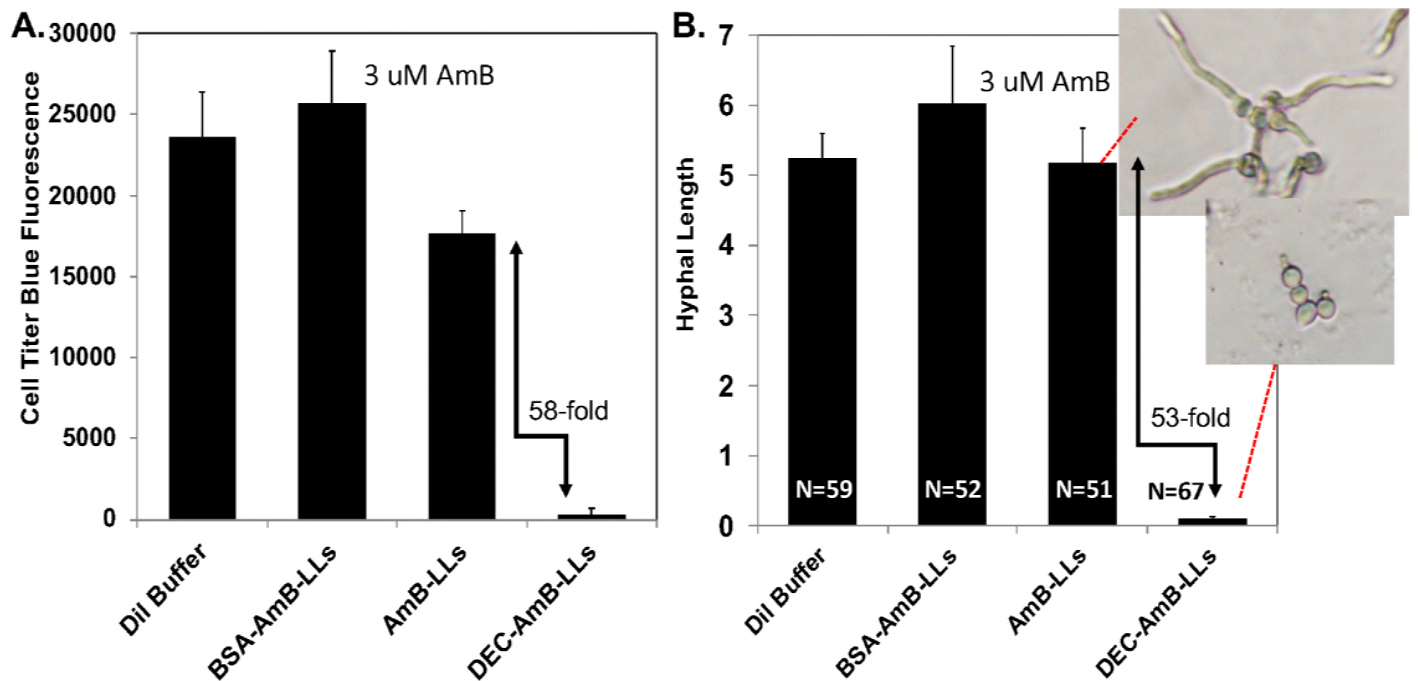 A.
Cell Titer Blue Fluorescence
30000
25000
20000
15000
10000
5000
0
3 uM AmB
58-fold
Dil Buffer
BSA-AmB-LLs
AmB-LLs
DEC-AmB-LLs
B.
Hyphal Length
7
6
5
4
3
2
1
0
3 uM AmB
53-fold
N=59
N=52
N=51
N=67
Dil Buffer
BSA-AmB-LLs
AmB-LLs
DEC-AmB-LLs